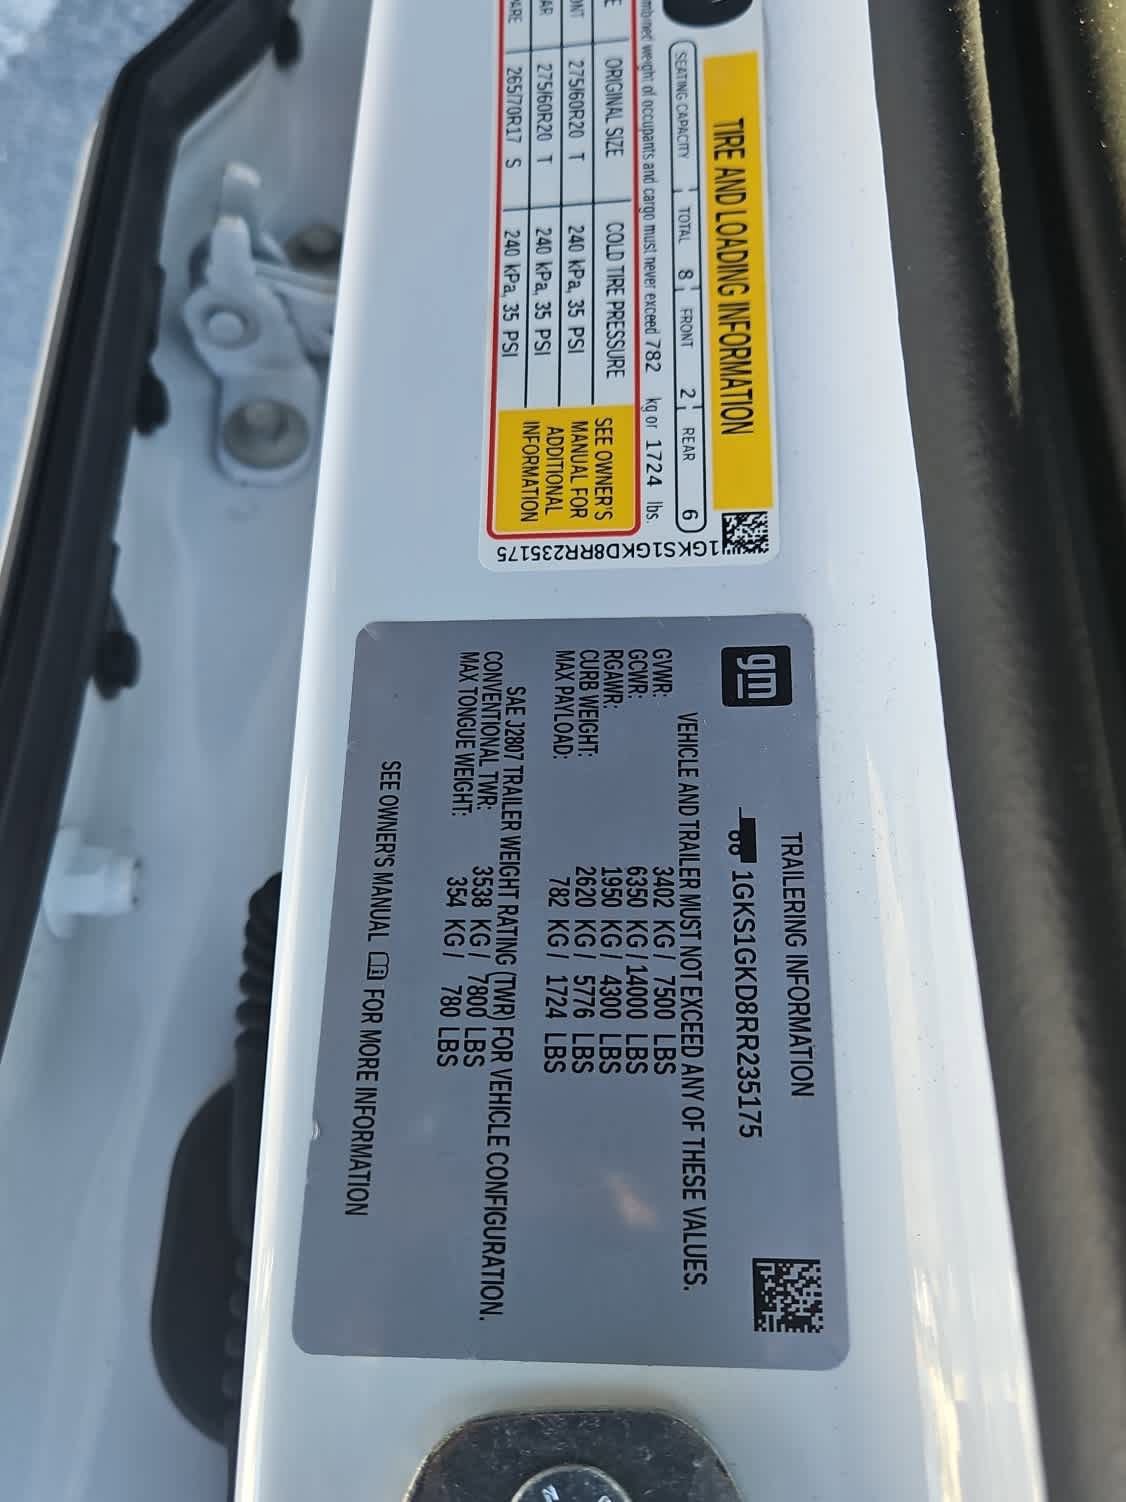 TIRE AND LOADING INFORMATION
SEATING CAPACITY TOTAL 8 FRONT 2 REAR 6
weight of occupants and cargo must never exceed 782 kg or 1724 lbs.
ORIGINAL SIZE COLD TIRE PRESSURE
275/60R20 T 240 kPa, 35 PSI
275/60R20 T 240 kPa, 35 PSI
265/70R17 S 240 kPa, 35 PSI
SEE OWNER'S
MANUAL FOR
ADDITIONAL
INFORMATION
1GKS1GKD8RR235175
gm
TRAILERING INFORMATION
1GKS1GKD8RR235175
VEHICLE AND TRAILER MUST NOT EXCEED ANY OF THESE VALUES.
GVWR: 3402 KG / 7500 LBS
GCWR: 6350 KG / 14000 LBS
RGAWR: 1950 KG / 4300 LBS
CURB WEIGHT: 2620 KG / 5776 LBS
MAX PAYLOAD: 782 KG / 1724 LBS
SAE J2807 TRAILER WEIGHT RATING (TWR) FOR VEHICLE CONFIGURATION.
CONVENTIONAL TWR: 3538 KG / 7800 LBS
MAX TONGUE WEIGHT: 354 KG / 780 LBS
SEE OWNER'S MANUAL FOR MORE INFORMATION